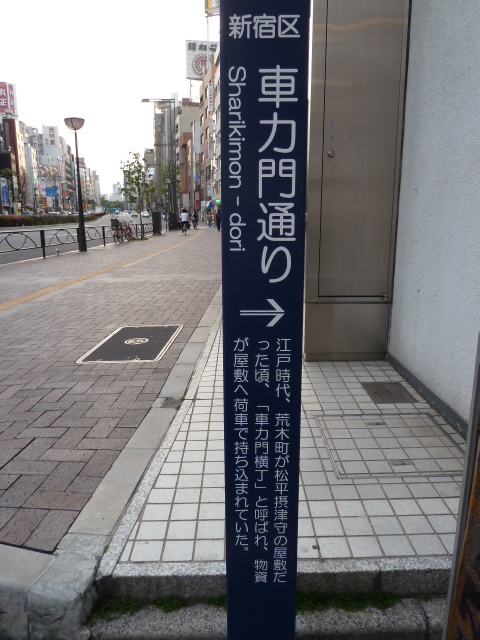 新宿区
車力門通り
Sharikimon - dori
→
江戸時代、荒木町が松平摂津守の屋敷だ
った頃、「車力門横丁」と呼ばれ、物資
が屋敷へ荷車で持ち込まれていた。